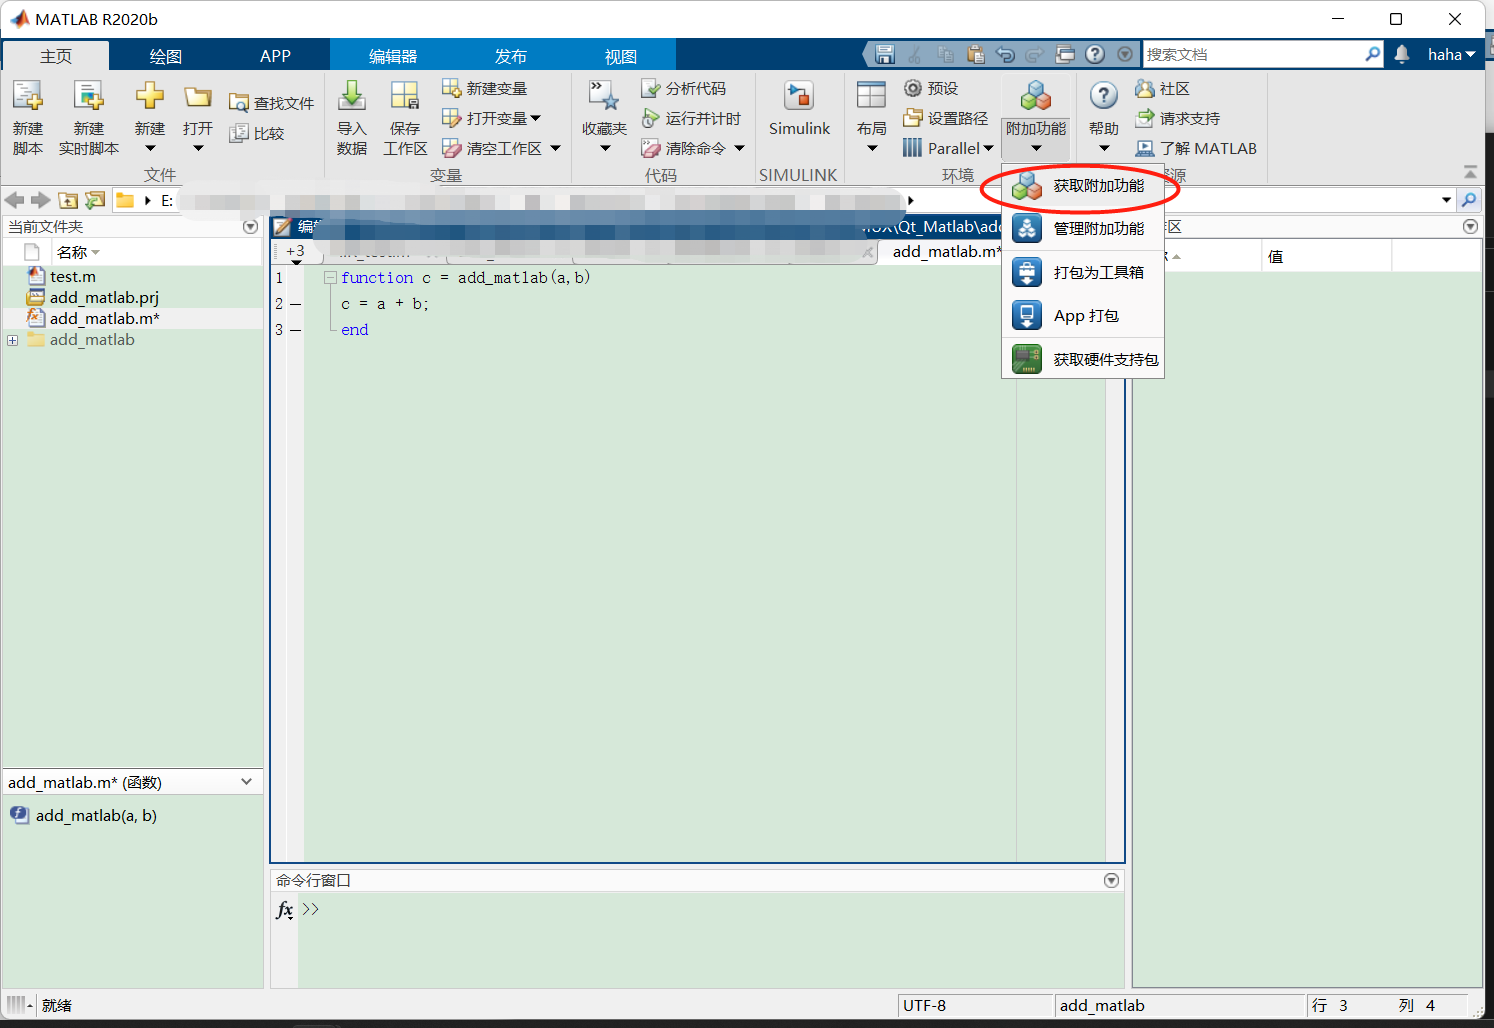 MATLAB R2020b
主页 绘图 APP 编辑器 发布 视图 搜索文档 haha
新建脚本 新建实时脚本 新建 打开 查找文件 比较
文件
导入数据 保存工作区 新建变量 打开变量 清空工作区
变量
收藏夹 分析代码 运行并计时 清除命令
代码
Simulink
SIMULINK
布局 预设 设置路径 Parallel
环境
附加功能
帮助 社区 请求支持 了解 MATLAB
源
获取附加功能
管理附加功能
打包为工具箱
App 打包
获取硬件支持包
E:
当前文件夹
名称
test.m
add_matlab.prj
add_matlab.m*
add_matlab
\Qt_Matlab\add
+3 add_matlab.m*
1 function c = add_matlab(a,b)
2 — c = a + b;
3 — end
区
值
add_matlab.m* (函数)
add_matlab(a, b)
命令行窗口
fx >>
就绪 UTF-8 add_matlab 行 3 列 4